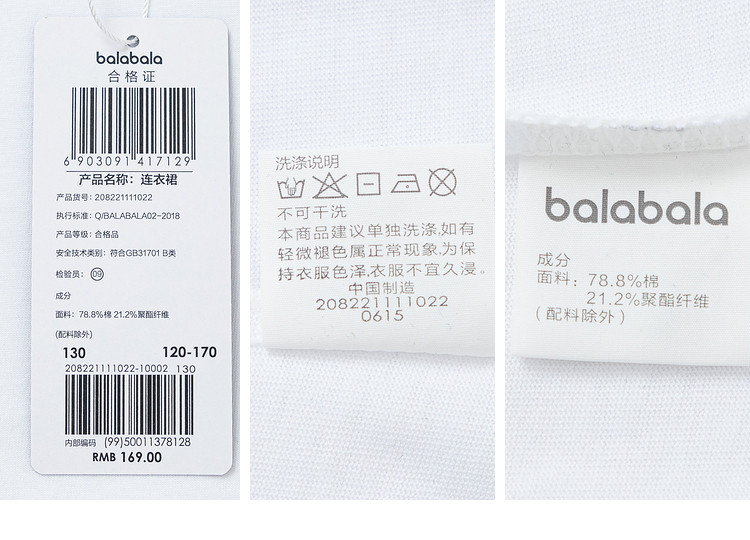 balabala
合格证
6 903091 417129
产品名称：连衣裙
产品货号：208221111022
执行标准：Q/BALABALA02-2018
产品等级：合格品
安全技术类别：符合GB31701 B类
检验员：09
成分
面料：78.8%棉 21.2%聚酯纤维
(配料除外)
130 120-170
208221111022-10002 130
内部编码 (99)50011378128
RMB 169.00
洗涤说明
不可干洗
本商品建议单独洗涤,如有
轻微褪色属正常现象,为保
持衣服色泽,衣服不宜久浸。
中国制造
208221111022
0615
balabala
成分
面料：78.8%棉
21.2%聚酯纤维
(配料除外)